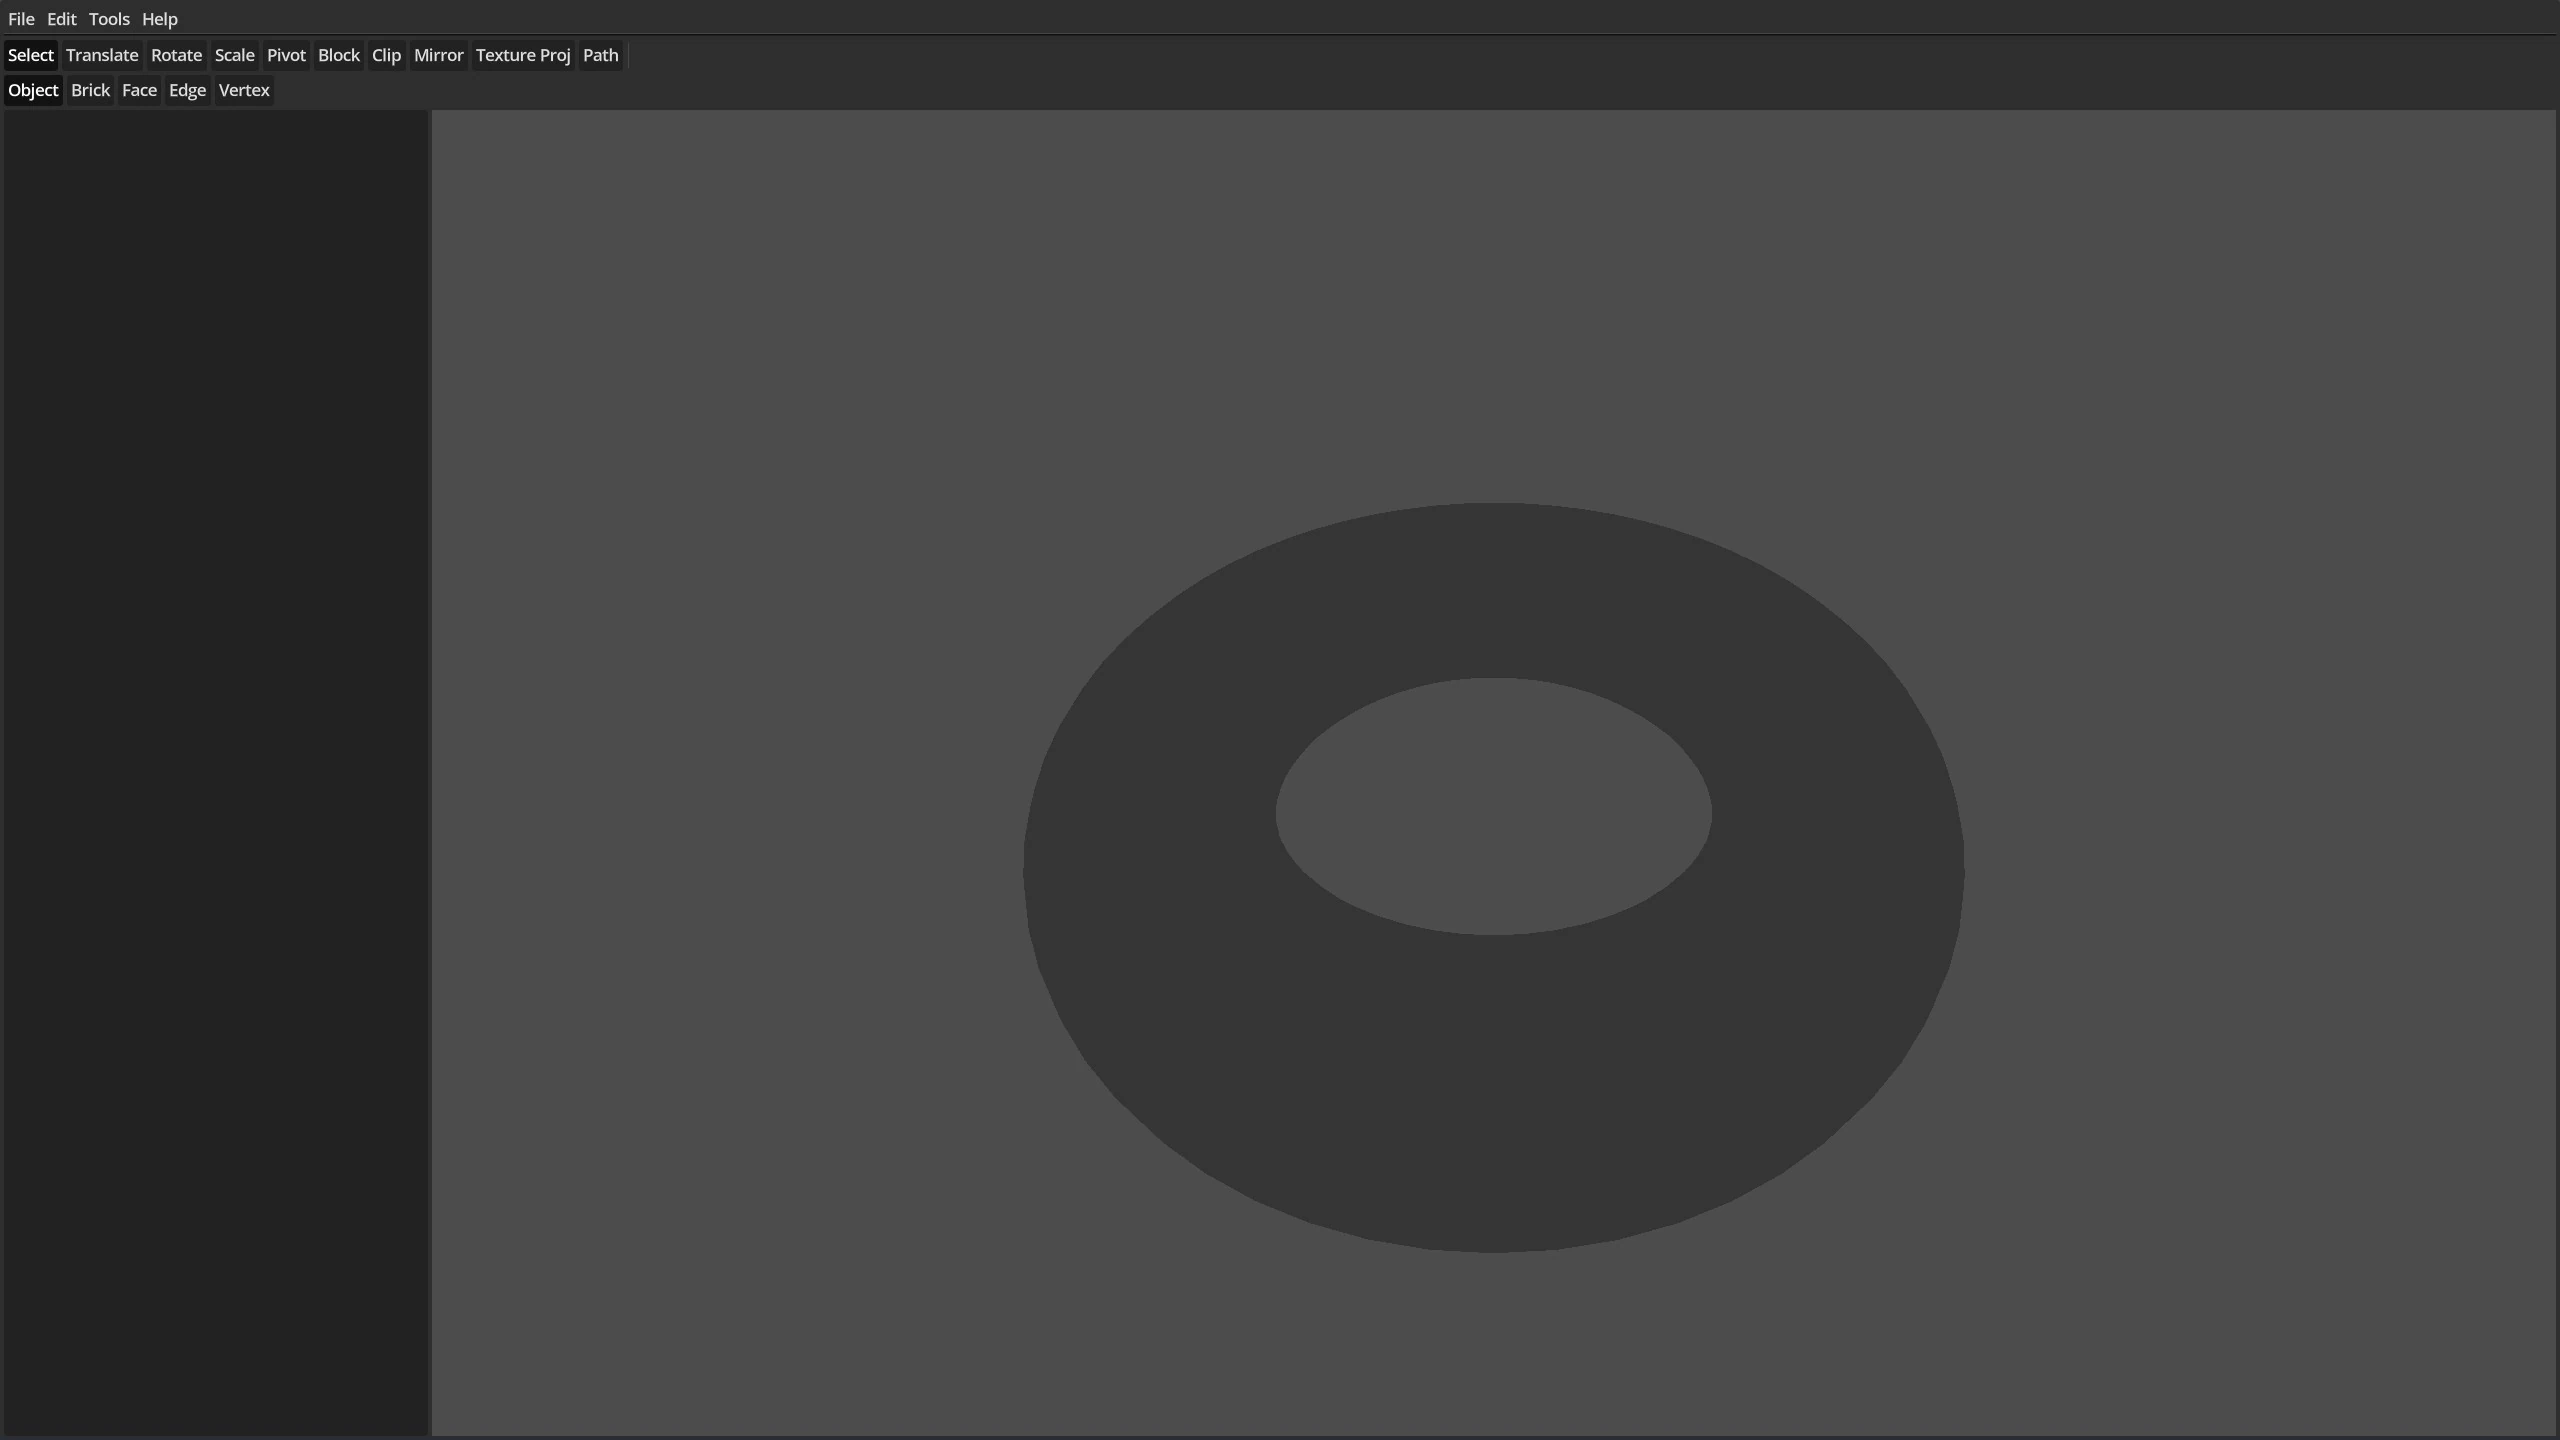 File Edit Tools Help
Select Translate Rotate Scale Pivot Block Clip Mirror Texture Proj Path
Object Brick Face Edge Vertex